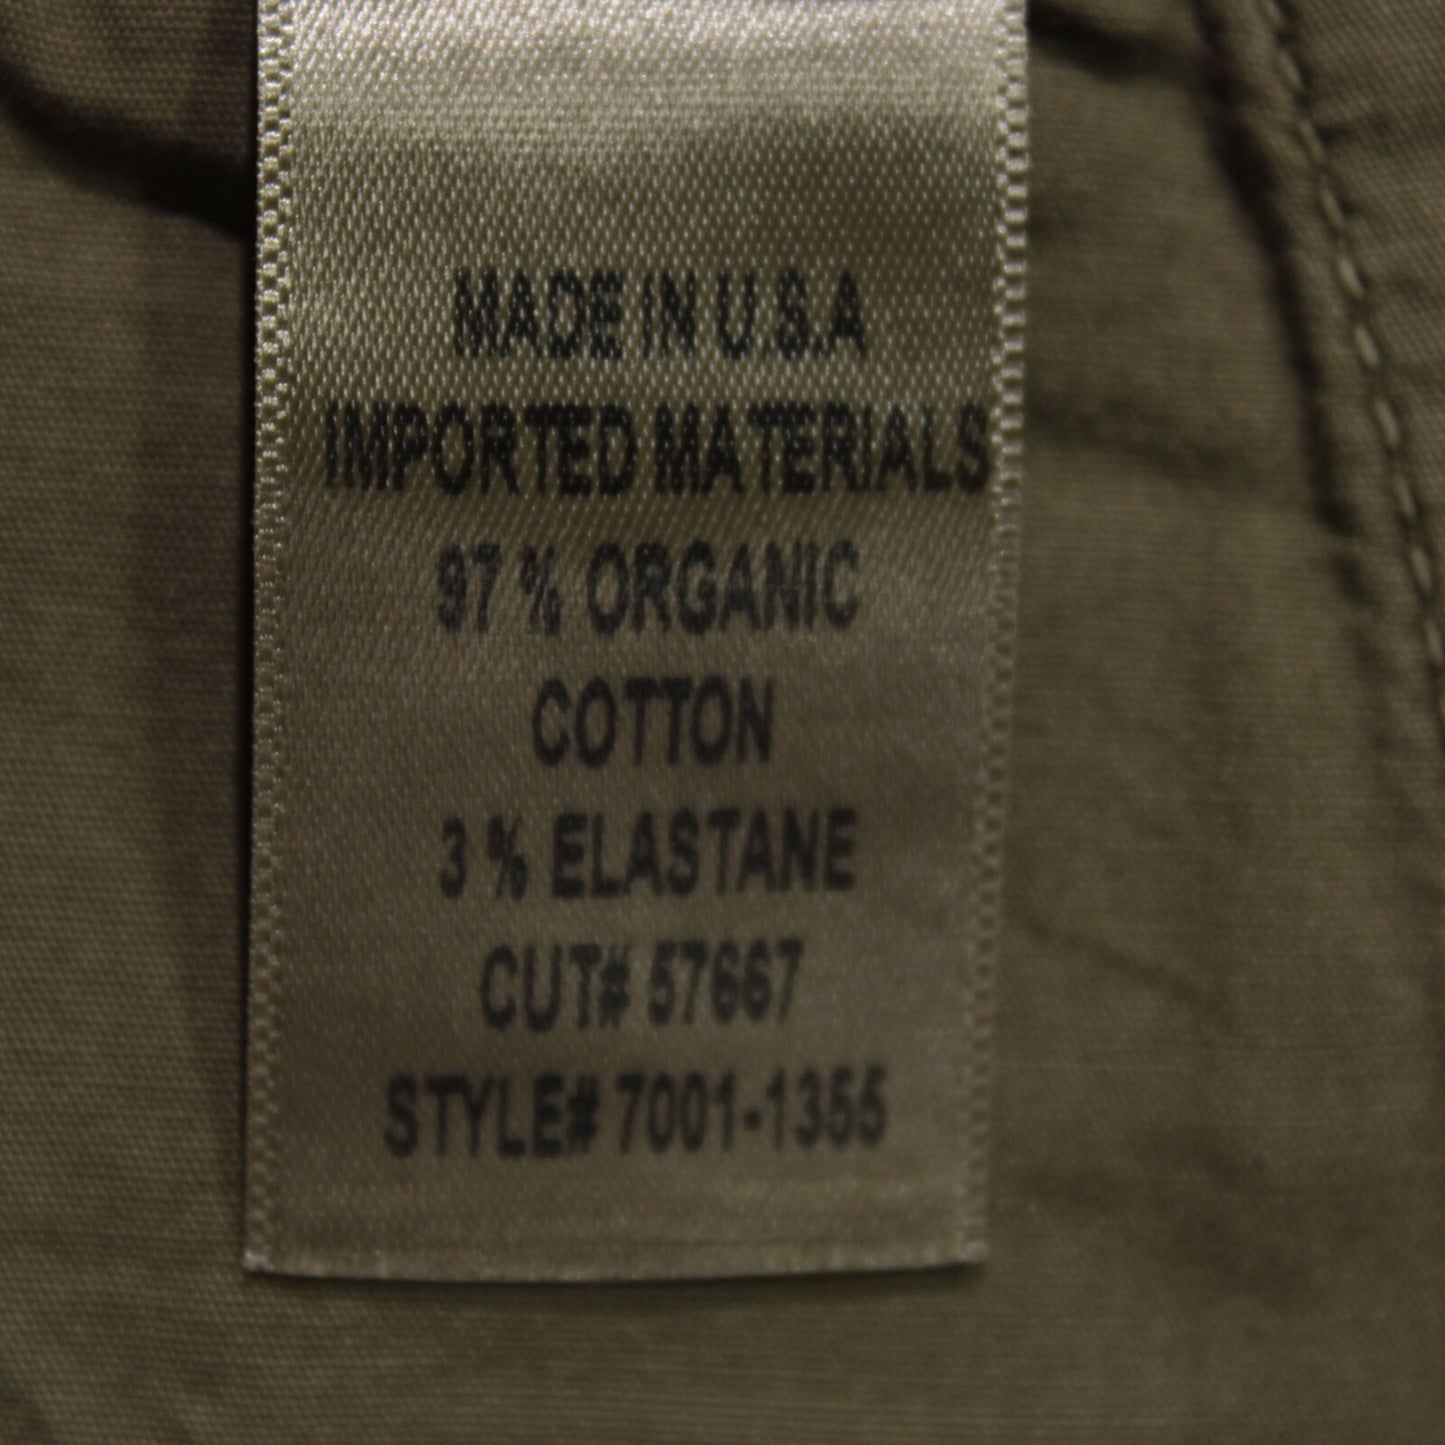 MADE IN U.S.A
IMPORTED MATERIALS
97 % ORGANIC
COTTON
3 % ELASTANE
CUT# 57667
STYLE# 7001-1355